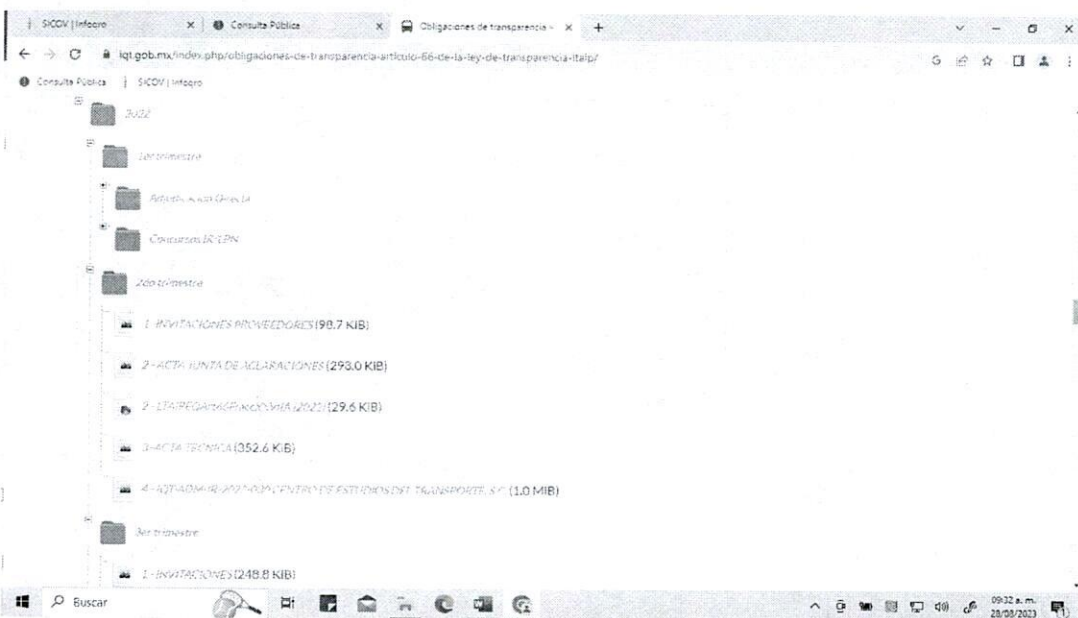 SICOV | Infoqro
Consulta Pública
Obligaciones de transparencia –
iqt.gob.mx/index.php/obligaciones-de-transparencia-articulo-66-de-la-ley-de-transparencia-ltaip/
Consulta Pública
SICOV | Infoqro
2022
1er trimestre
Adjudicación Directa
Concursos IR-LPN
2do trimestre
1- INVITACIONES PROVEEDORES (98.7 KiB)
2- ACTA JUNTA DE ACLARACIONES (293.0 KiB)
(29.6 KiB)
3- ACTA TECNICA (352.6 KiB)
CENTRO DE ESTUDIOS DEL TRANSPORTE, S.C. (1.0 MiB)
3er trimestre
1.- INVITACIONES (248.8 KiB)
Buscar
09:32 a. m.
28/08/2023